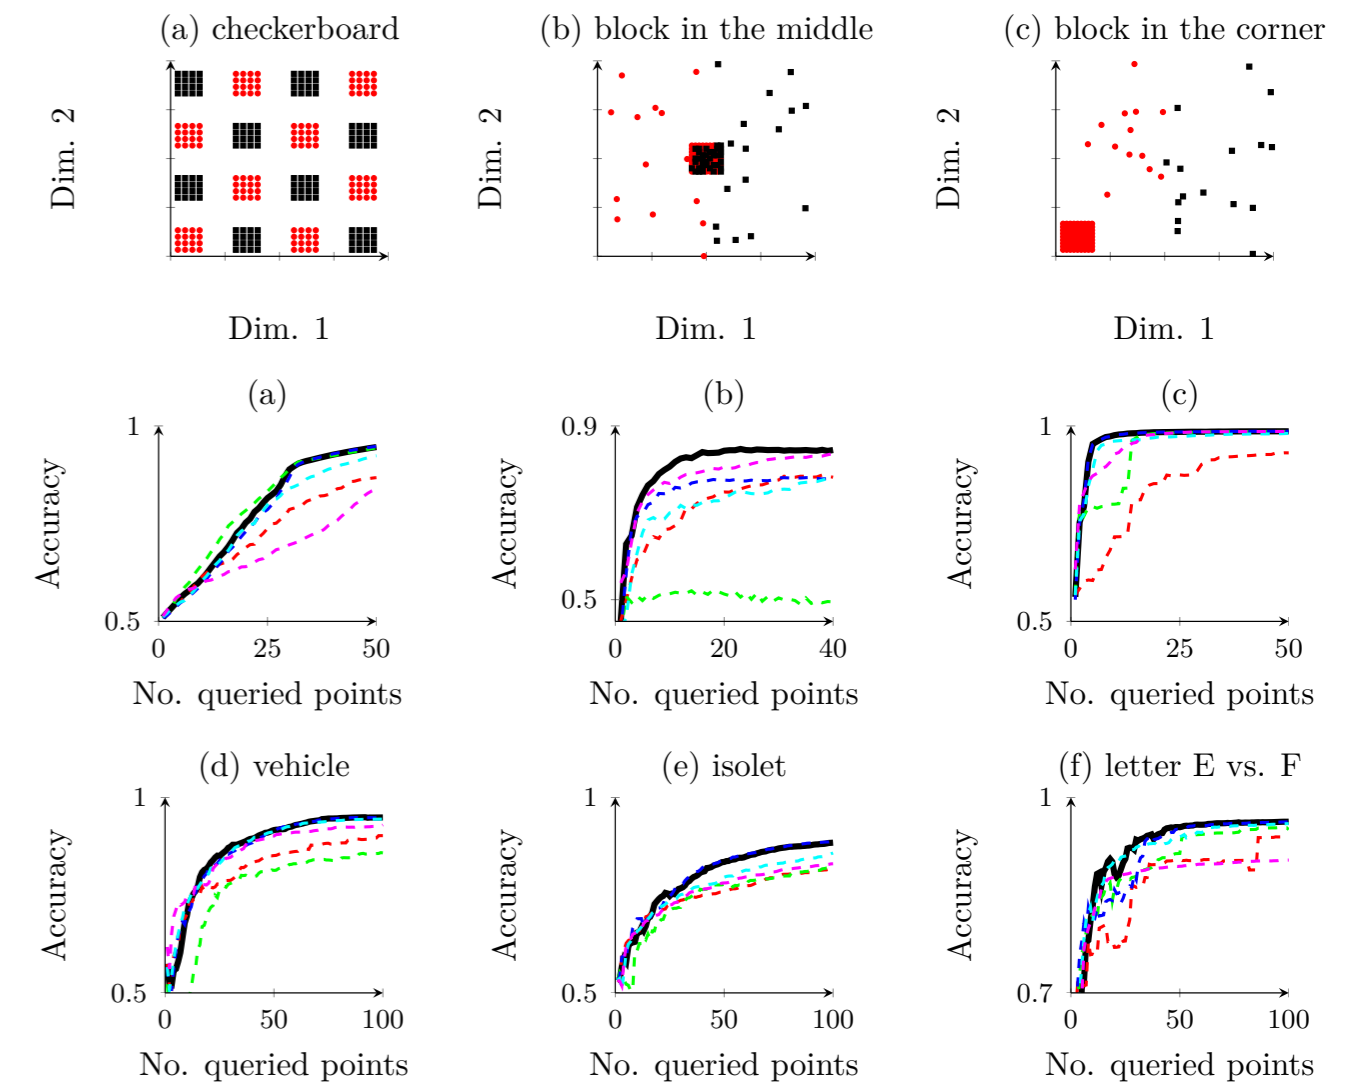 (a) checkerboard
(b) block in the middle
(c) block in the corner
Dim. 2
Dim. 2
Dim. 2
Dim. 1
Dim. 1
Dim. 1
(a)
(b)
(c)
1
0.5
Accuracy
0 25 50
No. queried points
0.9
0.5
Accuracy
0 20 40
No. queried points
1
0.5
Accuracy
0 25 50
No. queried points
(d) vehicle
(e) isolet
(f) letter E vs. F
1
0.5
Accuracy
0 50 100
No. queried points
1
0.5
Accuracy
0 50 100
No. queried points
1
0.7
Accuracy
0 50 100
No. queried points